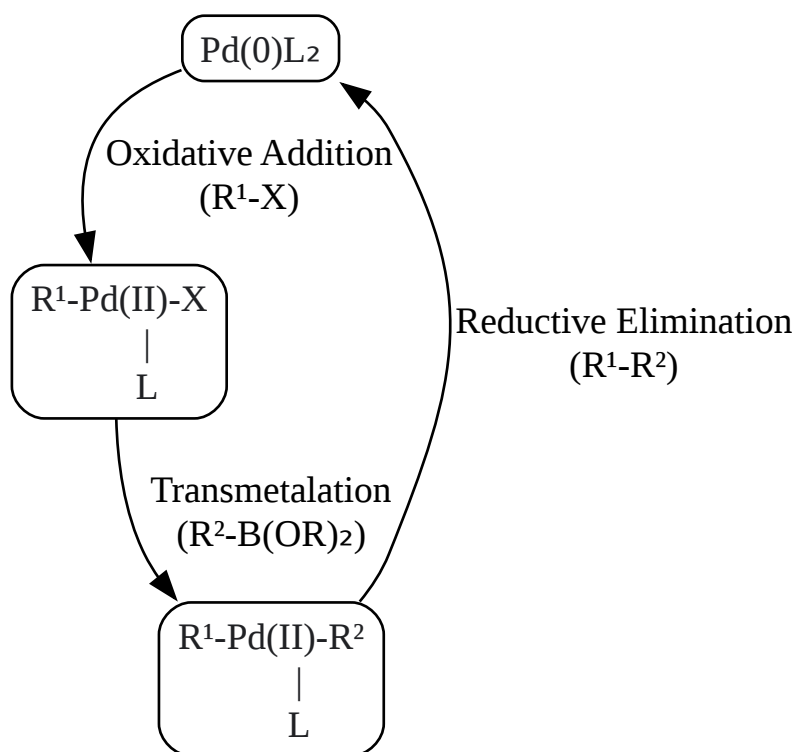 Pd(0)L₂
Oxidative Addition
(R¹-X)
R¹-Pd(II)-X
|
L
Reductive Elimination
(R¹-R²)
Transmetalation
(R²-B(OR)₂)
R¹-Pd(II)-R²
|
L